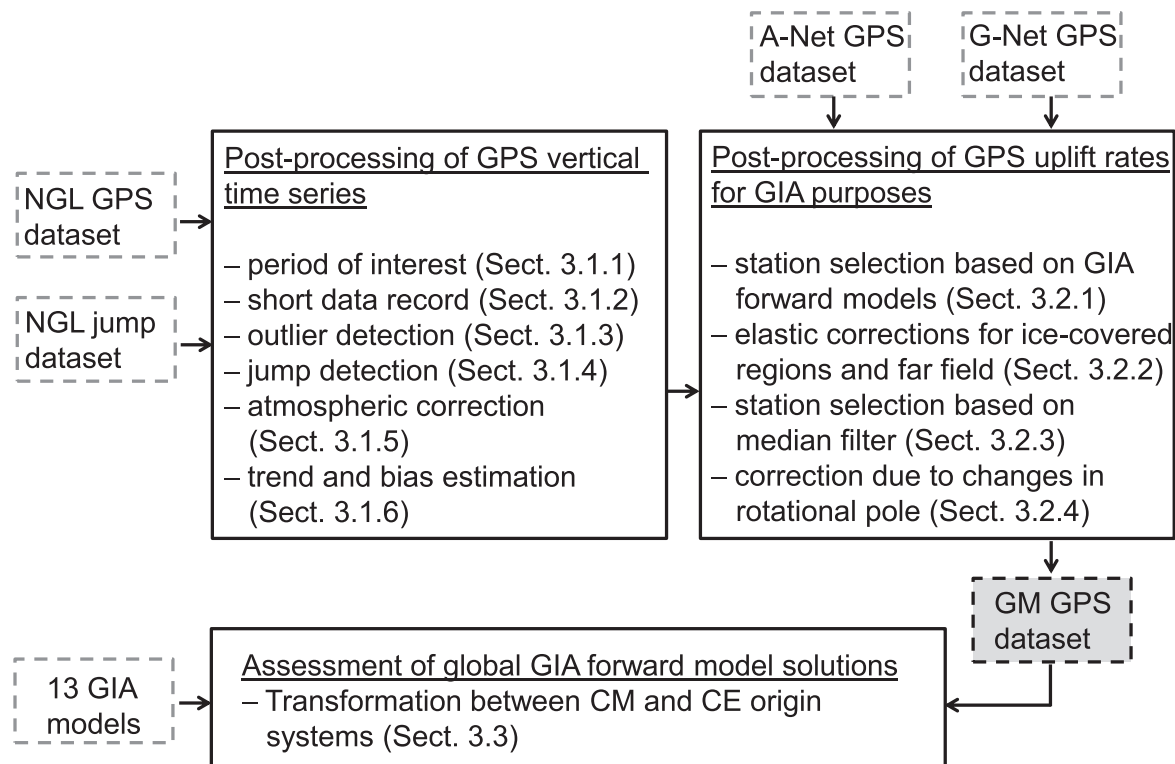 A-Net GPS
dataset
G-Net GPS
dataset
NGL GPS
dataset
NGL jump
dataset
Post-processing of GPS vertical
time series
– period of interest (Sect. 3.1.1)
– short data record (Sect. 3.1.2)
– outlier detection (Sect. 3.1.3)
– jump detection (Sect. 3.1.4)
– atmospheric correction
(Sect. 3.1.5)
– trend and bias estimation
(Sect. 3.1.6)
Post-processing of GPS uplift rates
for GIA purposes
– station selection based on GIA
forward models (Sect. 3.2.1)
– elastic corrections for ice-covered
regions and far field (Sect. 3.2.2)
– station selection based on
median filter (Sect. 3.2.3)
– correction due to changes in
rotational pole (Sect. 3.2.4)
GM GPS
dataset
13 GIA
models
Assessment of global GIA forward model solutions
– Transformation between CM and CE origin
systems (Sect. 3.3)